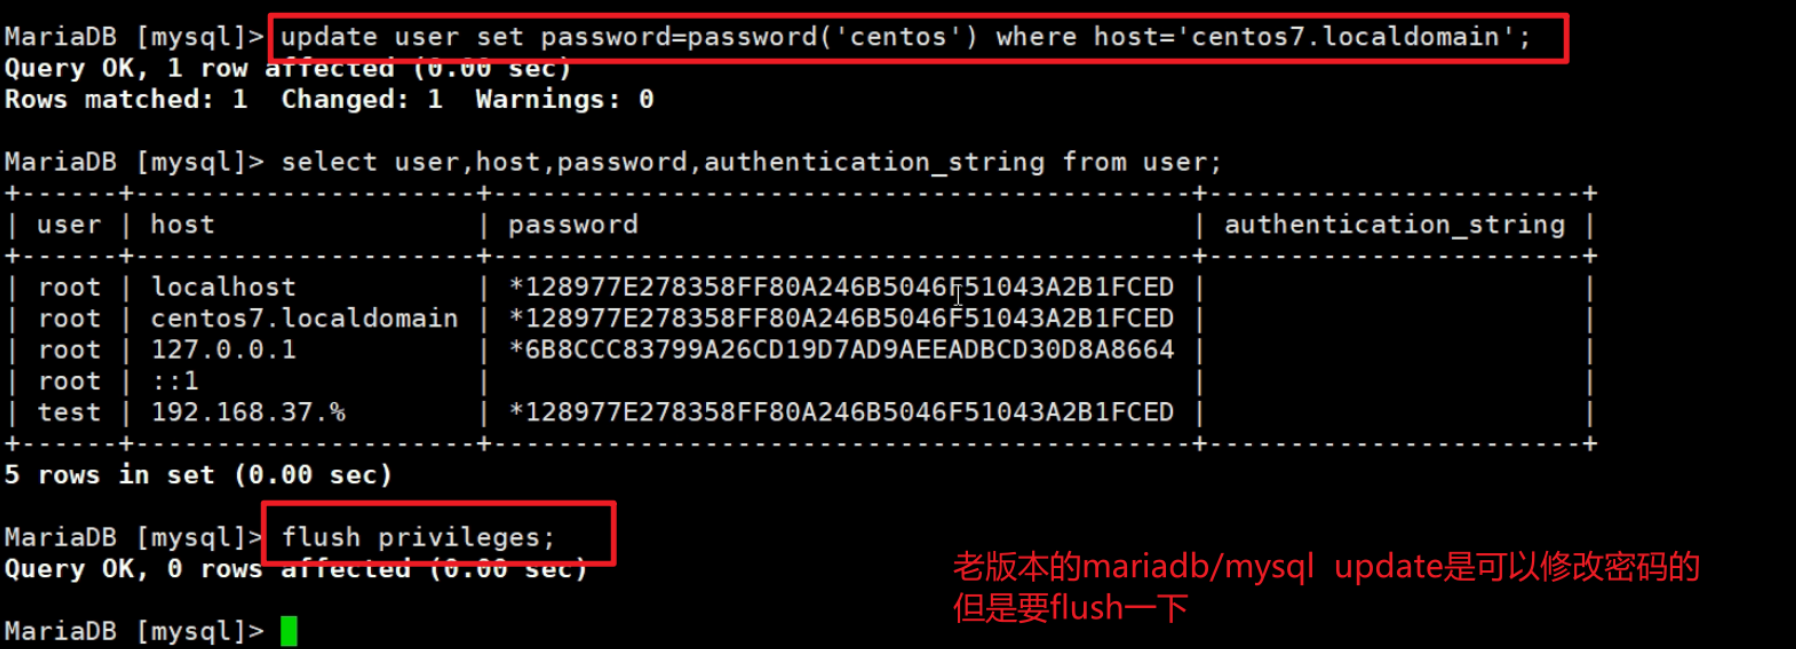 MariaDB [mysql]> update user set password=password('centos') where host='centos7.localdomain';
Query OK, 1 row affected (0.00 sec)
Rows matched: 1  Changed: 1  Warnings: 0
MariaDB [mysql]> select user,host,password,authentication_string from user;
+------+---------------------+-------------------------------------------+-----------------------+
| user | host                | password                                  | authentication_string |
+------+---------------------+-------------------------------------------+-----------------------+
| root | localhost           | *128977E278358FF80A246B5046F51043A2B1FCED |                       |
| root | centos7.localdomain | *128977E278358FF80A246B5046F51043A2B1FCED |                       |
| root | 127.0.0.1           | *6B8CCC83799A26CD19D7AD9AEEADBCD30D8A8664 |                       |
| root | ::1                 |                                           |                       |
| test | 192.168.37.%        | *128977E278358FF80A246B5046F51043A2B1FCED |                       |
+------+---------------------+-------------------------------------------+-----------------------+
5 rows in set (0.00 sec)
MariaDB [mysql]> flush privileges;
Query OK, 0 rows affected (0.00 sec)
老版本的mariadb/mysql  update是可以修改密码的
但是要flush一下
MariaDB [mysql]>